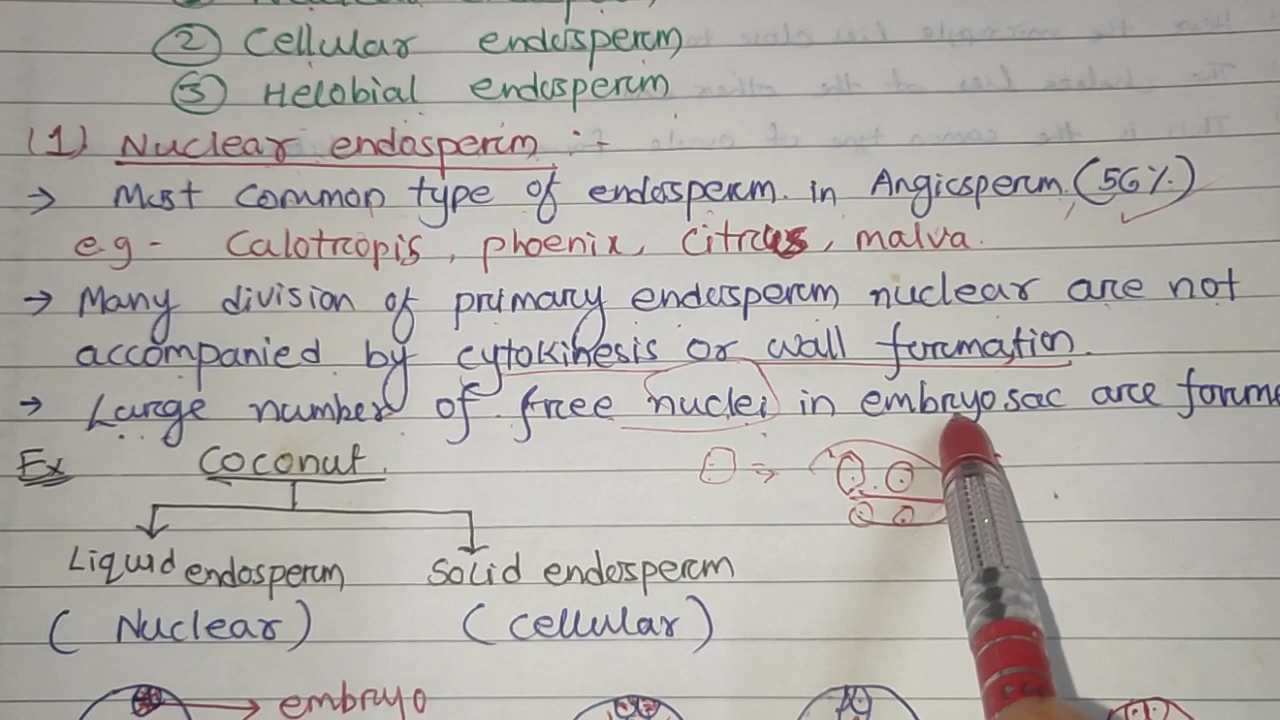 ② Cellular endosperm
③ Helobial endosperm
(1) Nuclear endosperm :-
→ Most common type of endosperm in Angiosperm (56%)
e.g - Calotropis, phoenix, citrus, malva.
→ Many division of primary endosperm nuclear are not
accompanied by cytokinesis or wall formation.
→ Large number of free nuclei in embryosac are forme
Ex Coconut.
Liquid endosperm Solid endosperm
(Nuclear) (cellular)
→ embryo